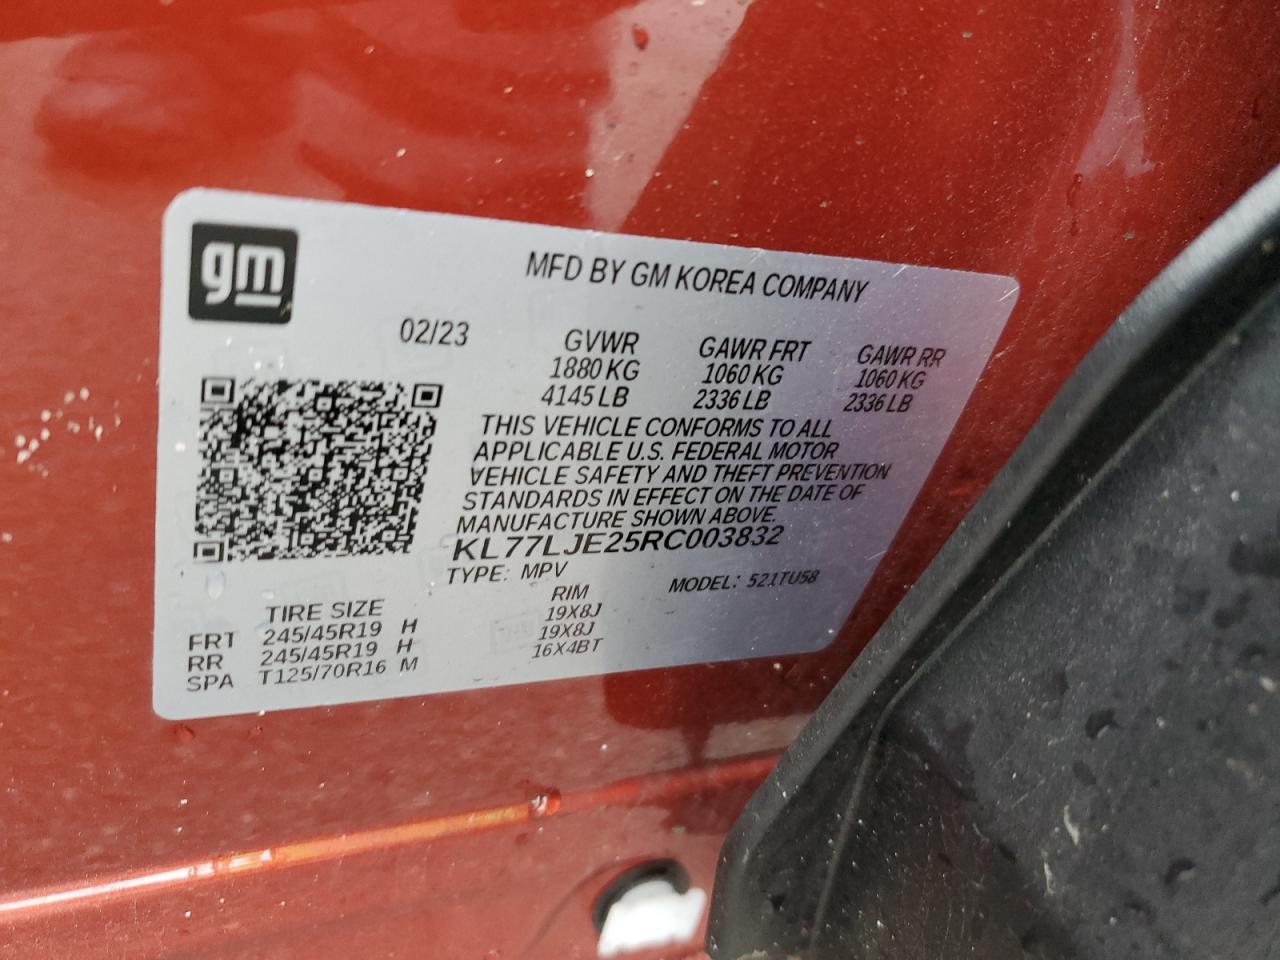 gm
MFD BY GM KOREA COMPANY
02/23 GVWR GAWR FRT GAWR RR
1880 KG 1060 KG 1060 KG
4145 LB 2336 LB 2336 LB
THIS VEHICLE CONFORMS TO ALL
APPLICABLE U.S. FEDERAL MOTOR
VEHICLE SAFETY AND THEFT PREVENTION
STANDARDS IN EFFECT ON THE DATE OF
MANUFACTURE SHOWN ABOVE.
KL77LJE25RC003832
TYPE: MPV MODEL: 521TU58
TIRE SIZE RIM
FRT 245/45R19 H 19X8J
RR 245/45R19 H 19X8J
SPA T125/70R16 M 16X4BT